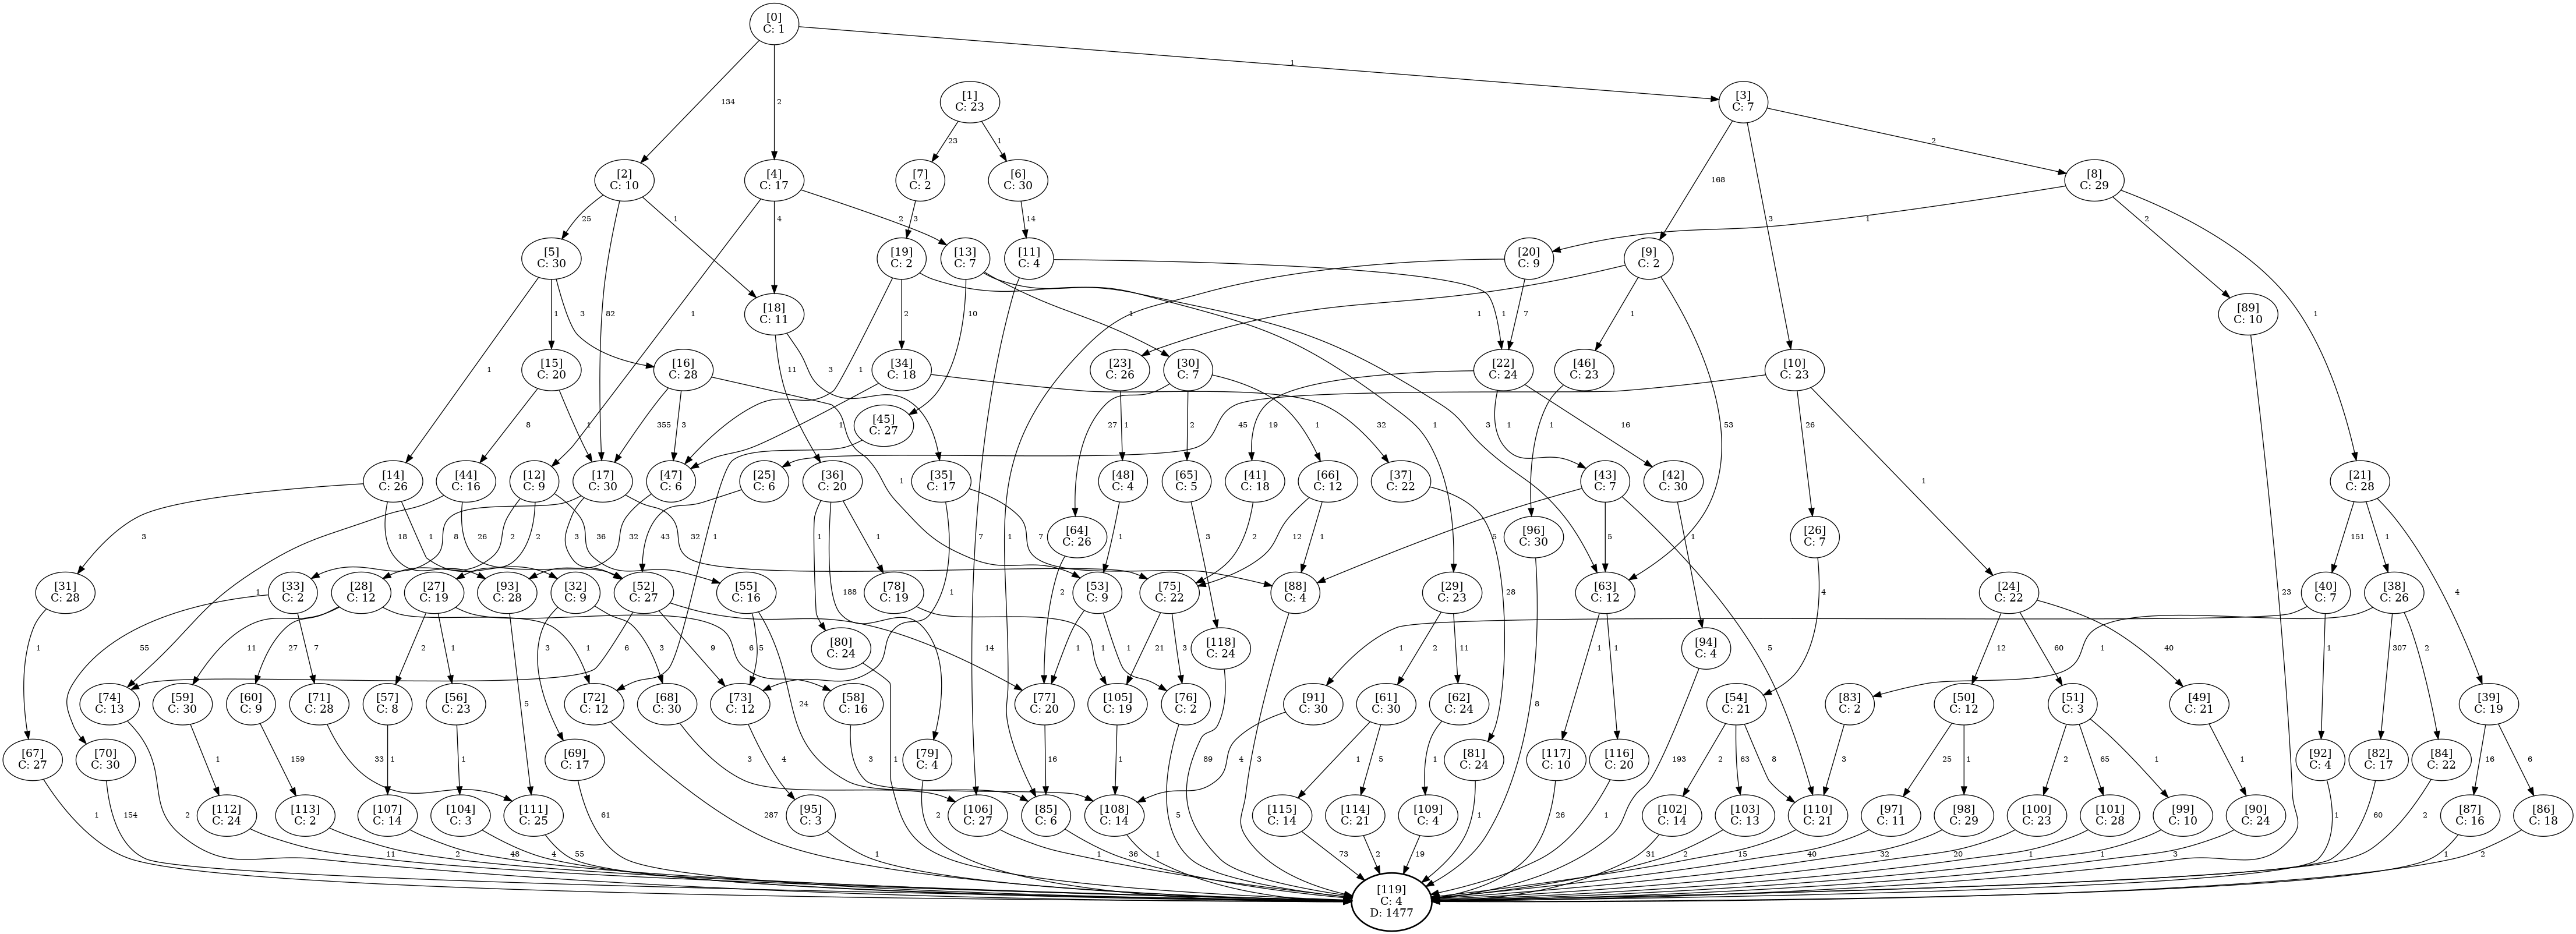 [0]
C: 1
1
134
2
[1]
C: 23
[3]
C: 7
23
1
2
[2]
C: 10
[4]
C: 17
[7]
C: 2
[6]
C: 30
168
3
[8]
C: 29
25
1
4
2
3
14
1
2
[5]
C: 30
[19]
C: 2
[13]
C: 7
[11]
C: 4
[20]
C: 9
[9]
C: 2
[89]
C: 10
82
1
[18]
C: 11
10
1
1
7
1
1
1
1
3
1
2
[15]
C: 20
[16]
C: 28
[34]
C: 18
[23]
C: 26
[30]
C: 7
[22]
C: 24
[46]
C: 23
[10]
C: 23
1
11
3
1
8
1
355
3
1
[45]
C: 27
1
27
2
1
32
45
1
3
19
1
16
1
53
26
1
[14]
C: 26
[44]
C: 16
[12]
C: 9
[17]
C: 30
[47]
C: 6
[25]
C: 6
[36]
C: 20
[35]
C: 17
[48]
C: 4
[65]
C: 5
[41]
C: 18
[66]
C: 12
[37]
C: 22
[43]
C: 7
[42]
C: 30
[21]
C: 28
1
3
18
1
26
8
2
2
3
36
32
32
43
1
1
7
1
[64]
C: 26
3
2
12
1
5
[96]
C: 30
5
1
[26]
C: 7
151
1
4
[31]
C: 28
[33]
C: 2
[28]
C: 12
[27]
C: 19
[93]
C: 28
[32]
C: 9
[52]
C: 27
[55]
C: 16
[78]
C: 19
188
1
[53]
C: 9
[75]
C: 22
[88]
C: 4
[29]
C: 23
28
[63]
C: 12
[24]
C: 22
[40]
C: 7
[38]
C: 26
23
1
1
55
7
11
27
1
2
1
6
5
3
3
6
9
14
5
[80]
C: 24
2
1
1
1
21
3
[118]
C: 24
2
11
1
1
[94]
C: 4
5
4
12
60
40
1
1
1
307
2
[74]
C: 13
[59]
C: 30
[60]
C: 9
[71]
C: 28
[57]
C: 8
[56]
C: 23
[72]
C: 12
[68]
C: 30
[73]
C: 12
[58]
C: 16
[77]
C: 20
[105]
C: 19
[76]
C: 2
[91]
C: 30
[61]
C: 30
[62]
C: 24
[54]
C: 21
[83]
C: 2
[50]
C: 12
[51]
C: 3
[49]
C: 21
[39]
C: 19
[67]
C: 27
[70]
C: 30
1
159
33
1
1
[69]
C: 17
3
4
24
3
[79]
C: 4
1
16
1
89
3
4
1
5
1
[81]
C: 24
8
[117]
C: 10
[116]
C: 20
193
2
63
8
3
25
1
2
65
1
1
[92]
C: 4
[82]
C: 17
[84]
C: 22
16
6
[112]
C: 24
[113]
C: 2
[107]
C: 14
[104]
C: 3
[111]
C: 25
287
[95]
C: 3
[106]
C: 27
[85]
C: 6
[108]
C: 14
5
[115]
C: 14
[114]
C: 21
[109]
C: 4
[102]
C: 14
[103]
C: 13
[110]
C: 21
[97]
C: 11
[98]
C: 29
[100]
C: 23
[101]
C: 28
[99]
C: 10
[90]
C: 24
[87]
C: 16
[86]
C: 18
1
154
2
11
2
48
4
55
61
1
2
1
36
1
73
2
19
1
26
1
31
2
15
40
32
20
1
1
3
1
60
2
1
2
[119]
C: 4
D: 1477